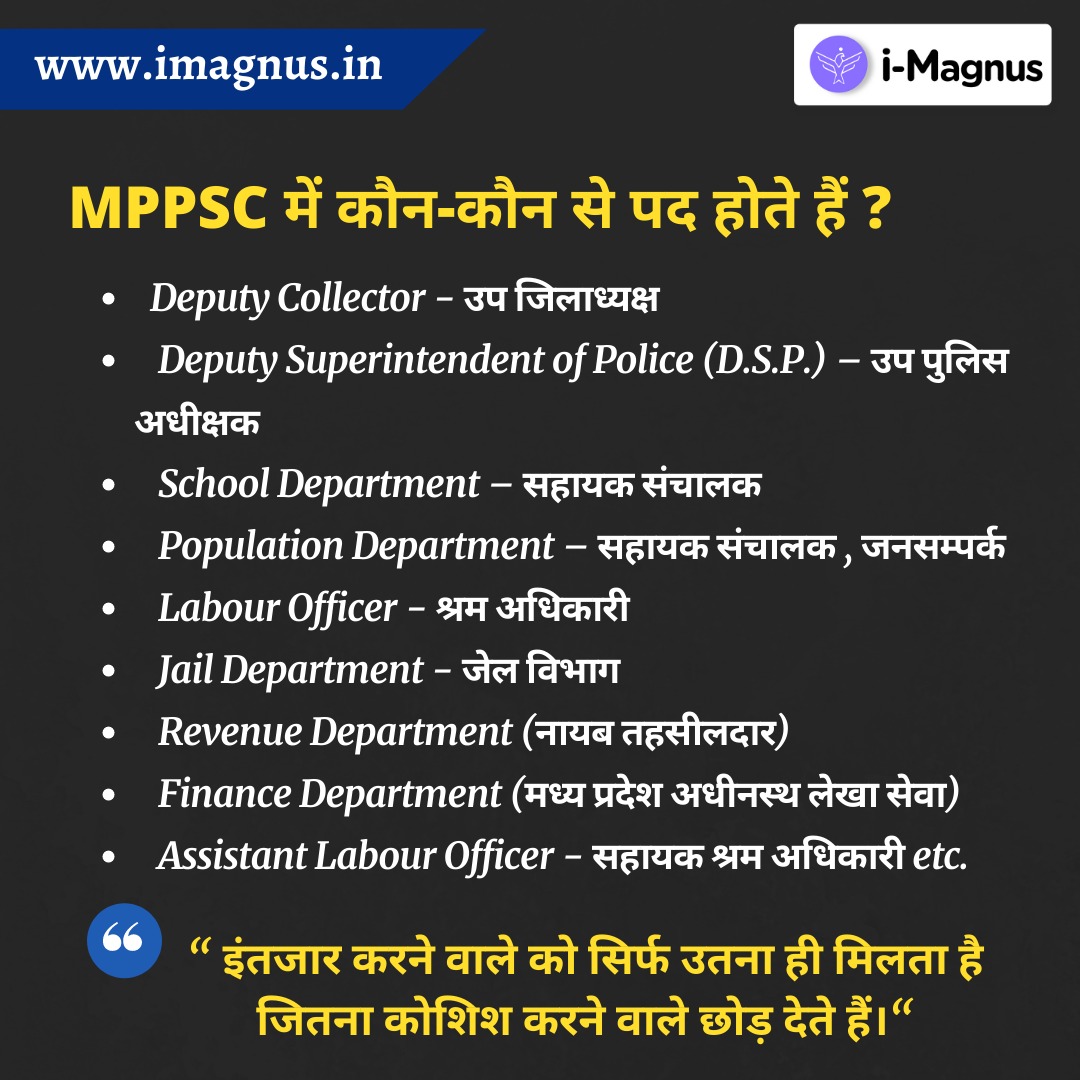 www.imagnus.in
i-Magnus
MPPSC में कौन-कौन से पद होते हैं ?
• Deputy Collector - उप जिलाध्यक्ष
• Deputy Superintendent of Police (D.S.P.) – उप पुलिस
अधीक्षक
• School Department – सहायक संचालक
• Population Department – सहायक संचालक , जनसम्पर्क
• Labour Officer - श्रम अधिकारी
• Jail Department - जेल विभाग
• Revenue Department (नायब तहसीलदार)
• Finance Department (मध्य प्रदेश अधीनस्थ लेखा सेवा)
• Assistant Labour Officer - सहायक श्रम अधिकारी etc.
“ इंतजार करने वाले को सिर्फ उतना ही मिलता है
जितना कोशिश करने वाले छोड़ देते हैं।“